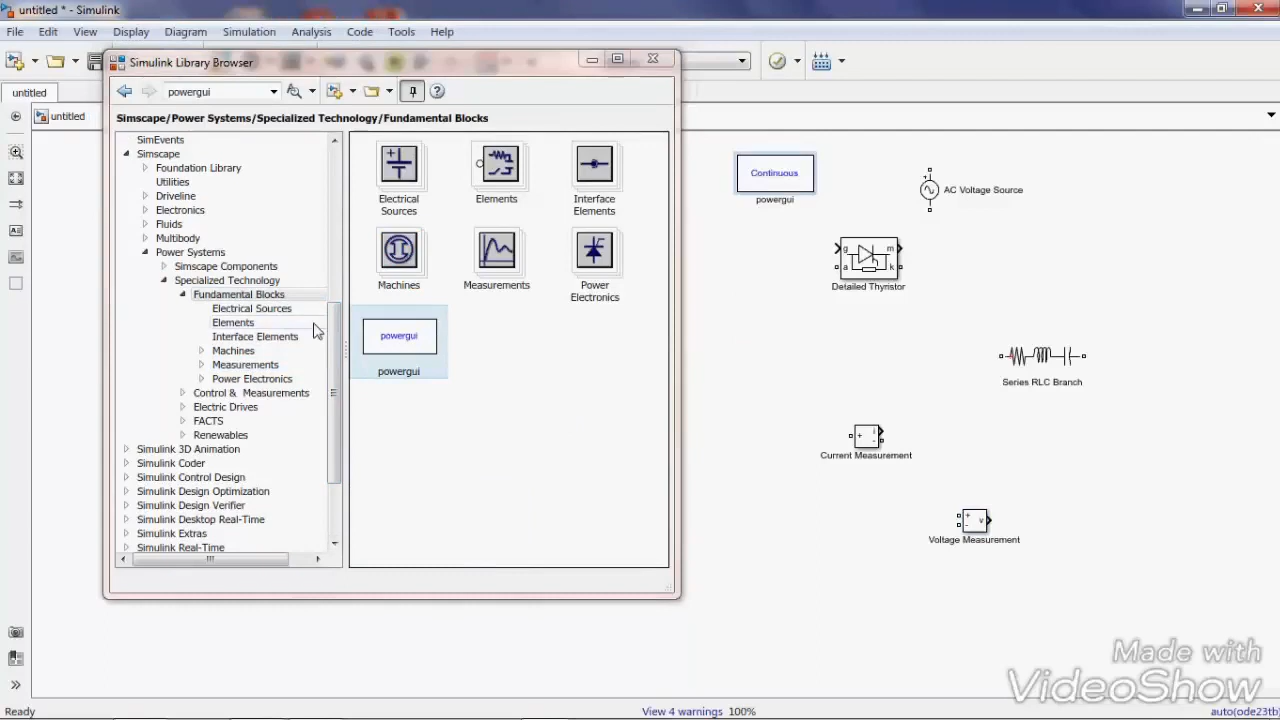 untitled * - Simulink
File Edit View Display Diagram Simulation Analysis Code Tools Help
Simulink Library Browser
untitled
powergui
untitled
Simscape/Power Systems/Specialized Technology/Fundamental Blocks
SimEvents
Simscape
Foundation Library
Utilities
Driveline
Electronics
Fluids
Multibody
Power Systems
Simscape Components
Specialized Technology
Fundamental Blocks
Electrical Sources
Elements
Interface Elements
Machines
Measurements
Power Electronics
Control & Measurements
Electric Drives
FACTS
Renewables
Simulink 3D Animation
Simulink Coder
Simulink Control Design
Simulink Design Optimization
Simulink Design Verifier
Simulink Desktop Real-Time
Simulink Extras
Simulink Real-Time
Electrical
Sources
Elements
Interface
Elements
Machines
Measurements
Power
Electronics
powergui
powergui
Continuous
powergui
AC Voltage Source
g m
a k
Detailed Thyristor
Series RLC Branch
+ i
-
Current Measurement
+ v
-
Voltage Measurement
Made with
VideoShow
Ready
View 4 warnings 100%
auto(ode23tb)